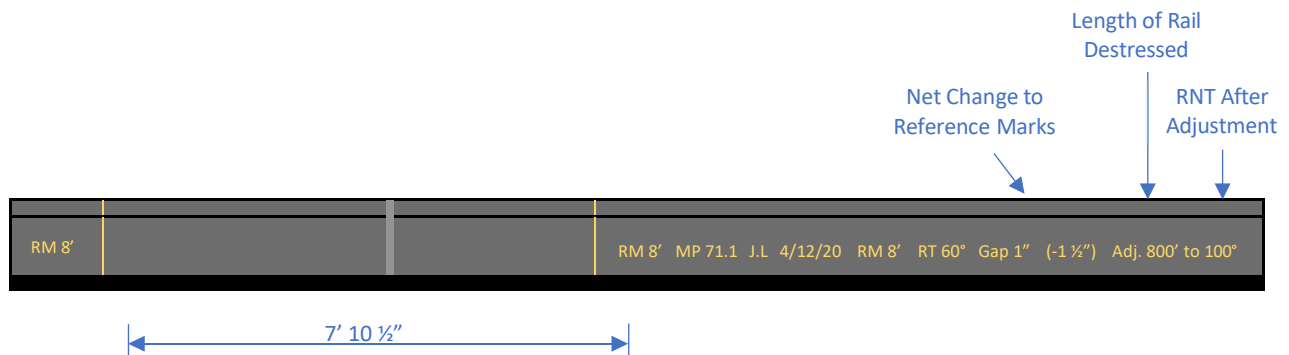 Length of Rail
Destressed
Net Change to
Reference Marks
RNT After
Adjustment
RM 8’
RM 8’ MP 71.1 J.L 4/12/20 RM 8’ RT 60° Gap 1” (-1 ½”) Adj. 800’ to 100°
7’ 10 ½”